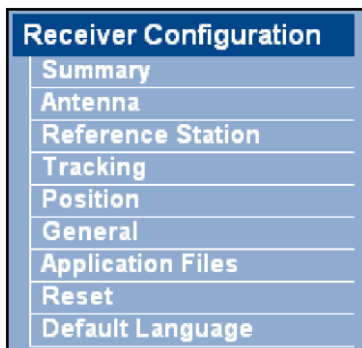 Receiver Configuration
Summary
Antenna
Reference Station
Tracking
Position
General
Application Files
Reset
Default Language